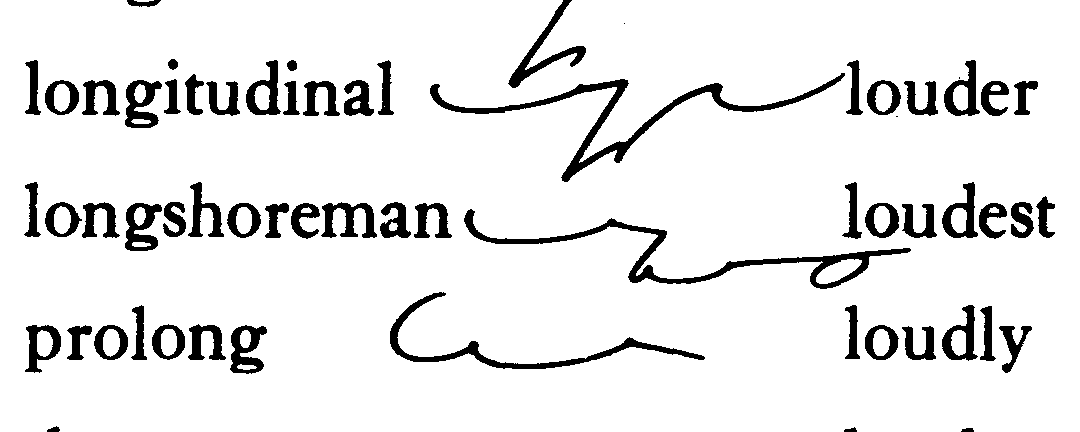 longitudinal louder
longshoreman loudest
prolong loudly